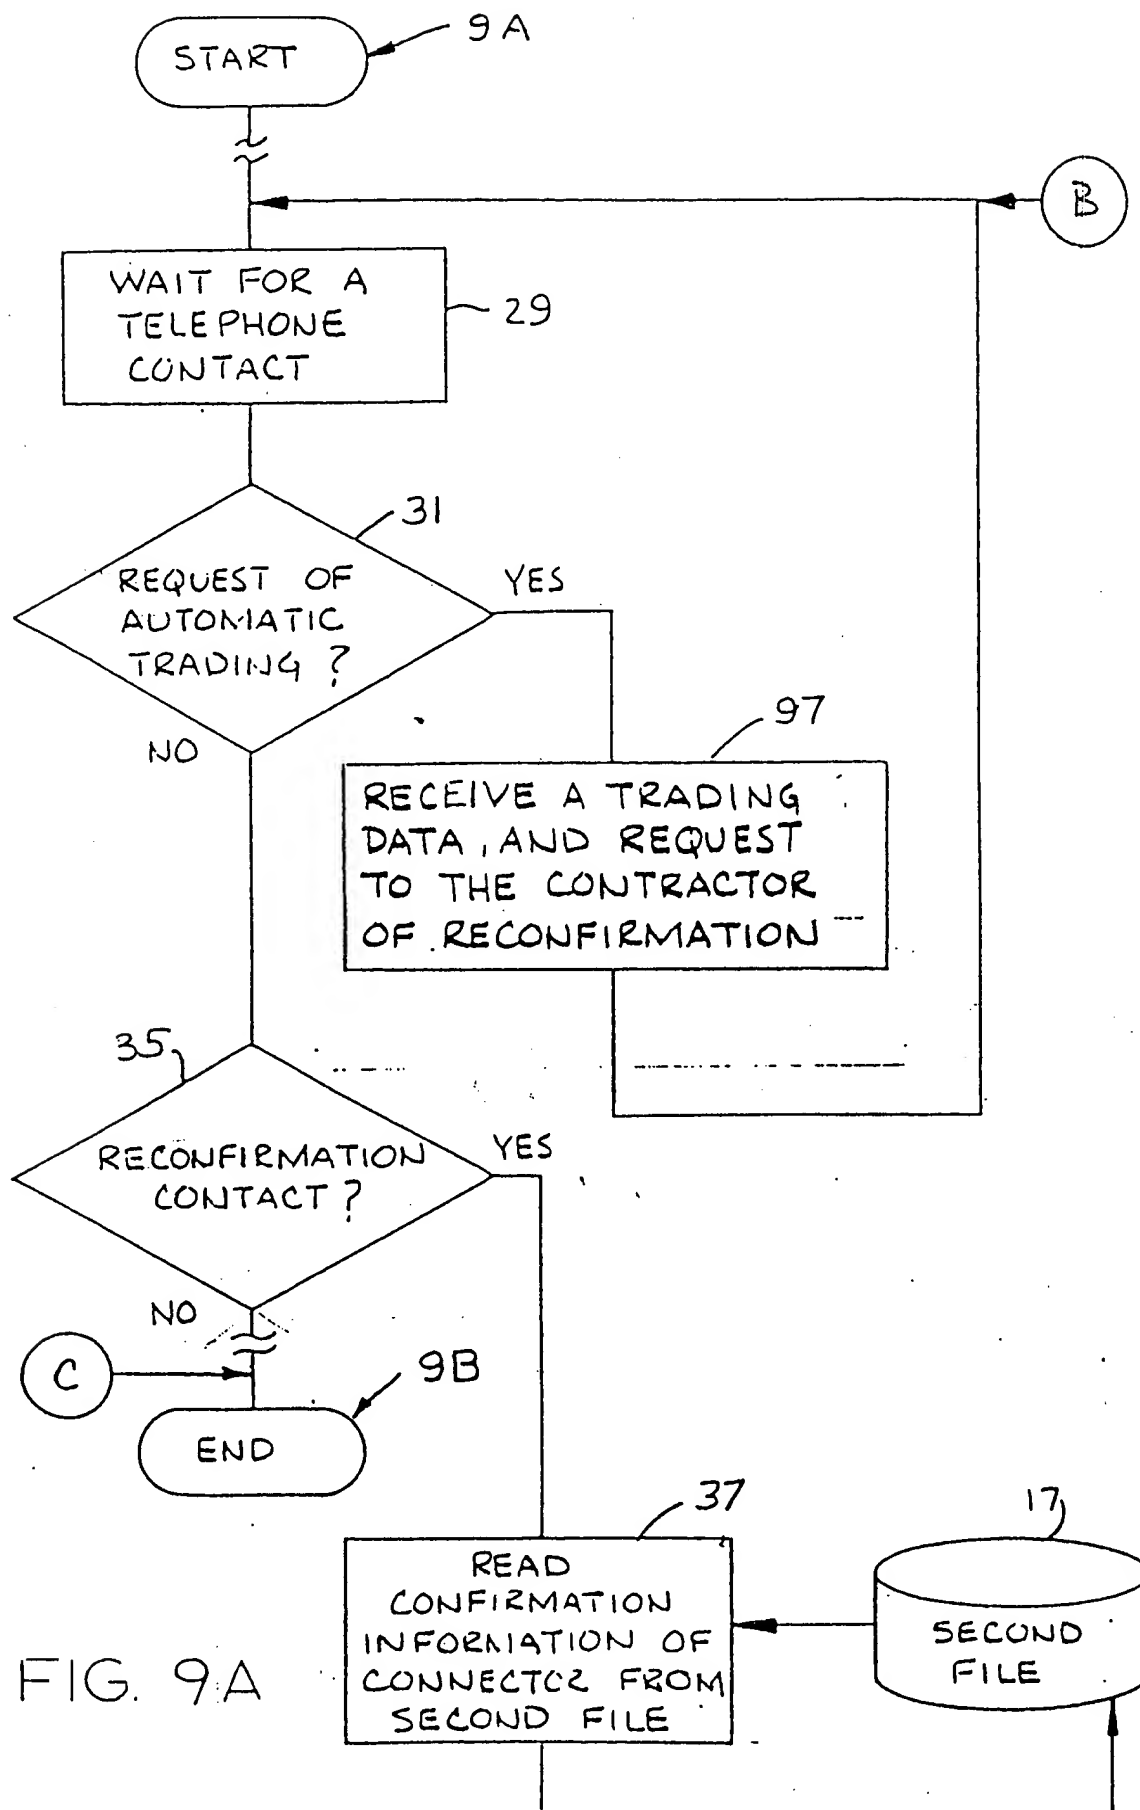 START
9A
B
WAIT FOR A
TELEPHONE
CONTACT
29
31
REQUEST OF
AUTOMATIC
TRADING ?
YES
NO
97
RECEIVE A TRADING
DATA, AND REQUEST
TO THE CONTRACTOR
OF RECONFIRMATION
35
RECONFIRMATION
CONTACT ?
YES
NO
C
9B
END
37
READ
CONFIRMATION
INFORMATION OF
CONNECTOR FROM
SECOND FILE
17
SECOND
FILE
FIG. 9A